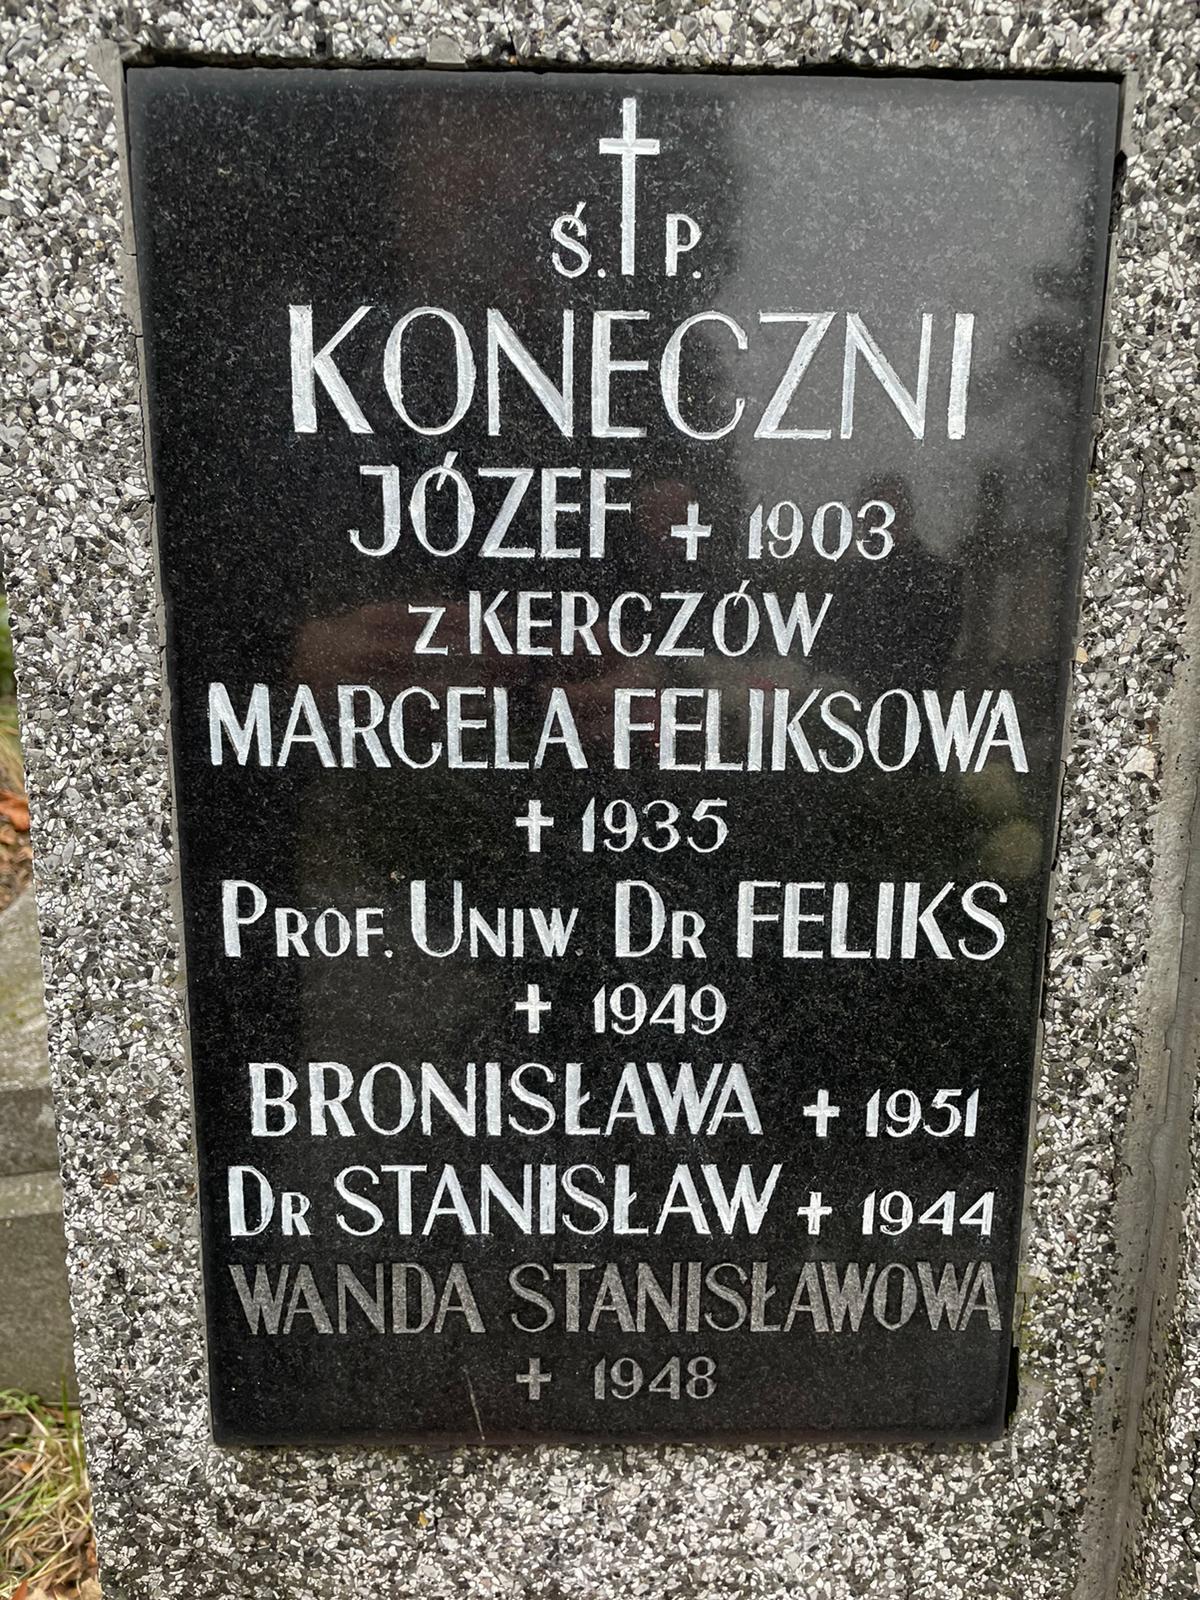 Ś. P.
KONECZNI
JÓZEF + 1903
z KERCZÓW
MARCELA FELIKSOWA
+ 1935
PROF. UNIW. DR FELIKS
+ 1949
BRONISŁAWA + 1951
DR STANISŁAW + 1944
WANDA STANISŁAWOWA
+ 1948